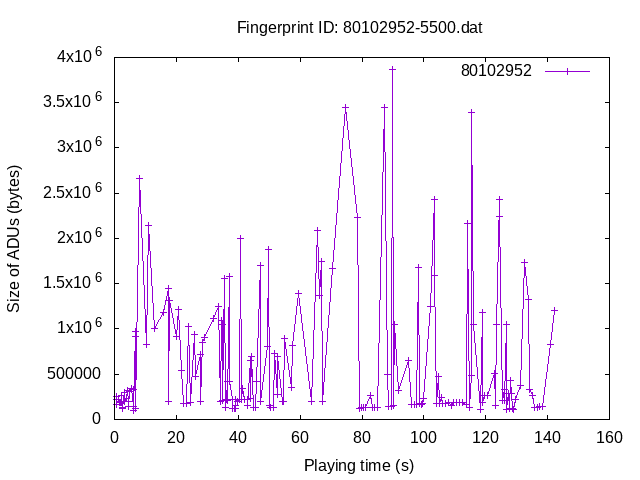 Fingerprint ID: 80102952-5500.dat
4x10^6
80102952
3.5x10^6
3x10^6
2.5x10^6
2x10^6
1.5x10^6
1x10^6
500000
0
Size of ADUs (bytes)
0 20 40 60 80 100 120 140 160
Playing time (s)